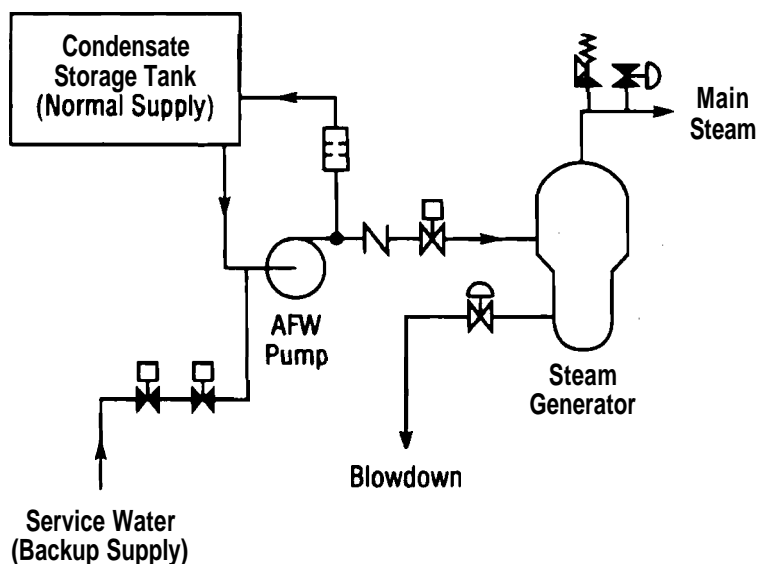 Condensate
Storage Tank
(Normal Supply)
Main
Steam
AFW
Pump
Steam
Generator
Blowdown
Service Water
(Backup Supply)